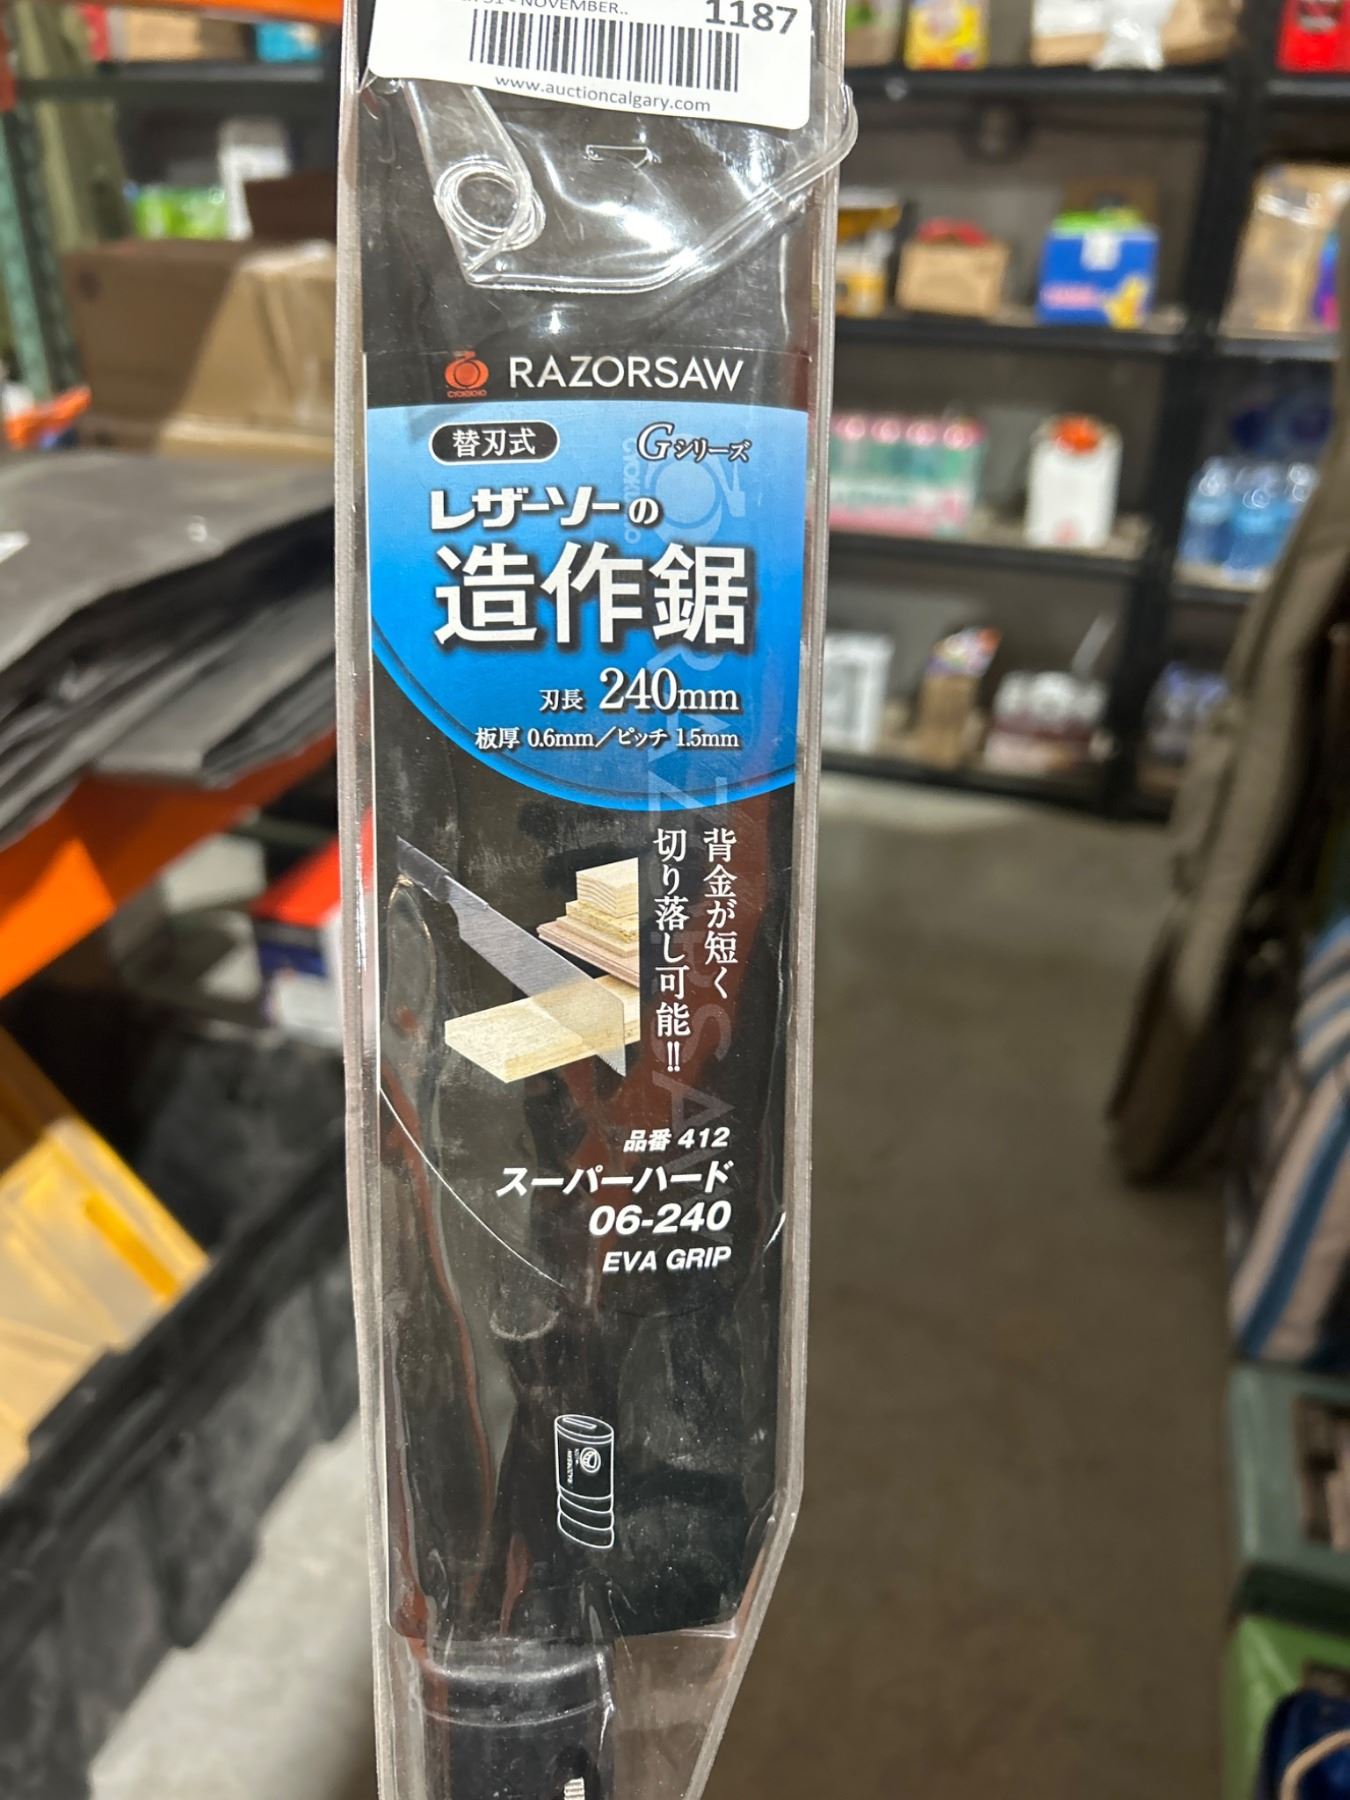 - NOVEMBER..
1187
www.auctioncalgary.com
RAZORSAW
GYOKUCHO
替刃式
Gシリーズ
レザーソーの
造作鋸
刃長 240mm
板厚 0.6mm/ピッチ 1.5mm
背金が短く
切り落し可能!!
品番 412
スーパーハード
06-240
EVA GRIP
RAZORSAW